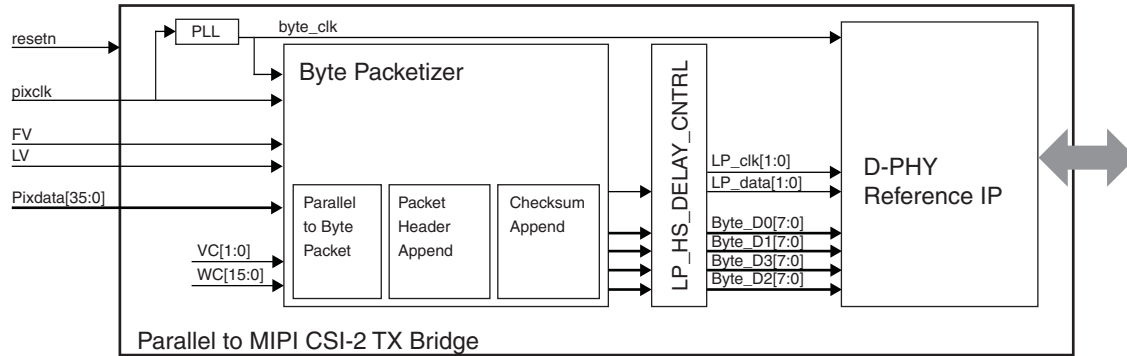 PLL
byte_clk
resetn
Byte Packetizer
pixclk
FV
LV
Pixdata[35:0]
VC[1:0]
WC[15:0]
Parallel
to Byte
Packet
Packet
Header
Append
Checksum
Append
LP_HS_DELAY_CNTRL
LP_clk[1:0]
LP_data[1:0]
Byte_D0[7:0]
Byte_D1[7:0]
Byte_D3[7:0]
Byte_D2[7:0]
D-PHY
Reference IP
Parallel to MIPI CSI-2 TX Bridge